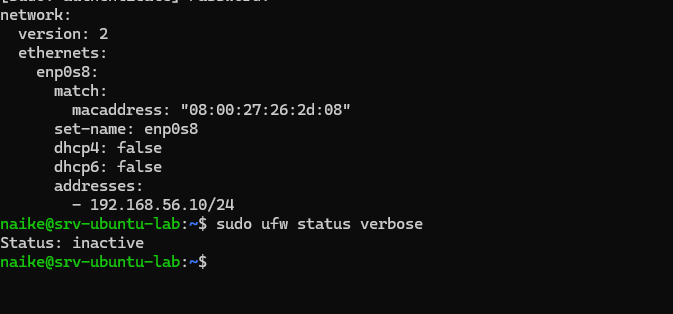 network:
  version: 2
  ethernets:
    enp0s8:
      match:
        macaddress: "08:00:27:26:2d:08"
      set-name: enp0s8
      dhcp4: false
      dhcp6: false
      addresses:
        - 192.168.56.10/24
naike@srv-ubuntu-lab:~$ sudo ufw status verbose
Status: inactive
naike@srv-ubuntu-lab:~$